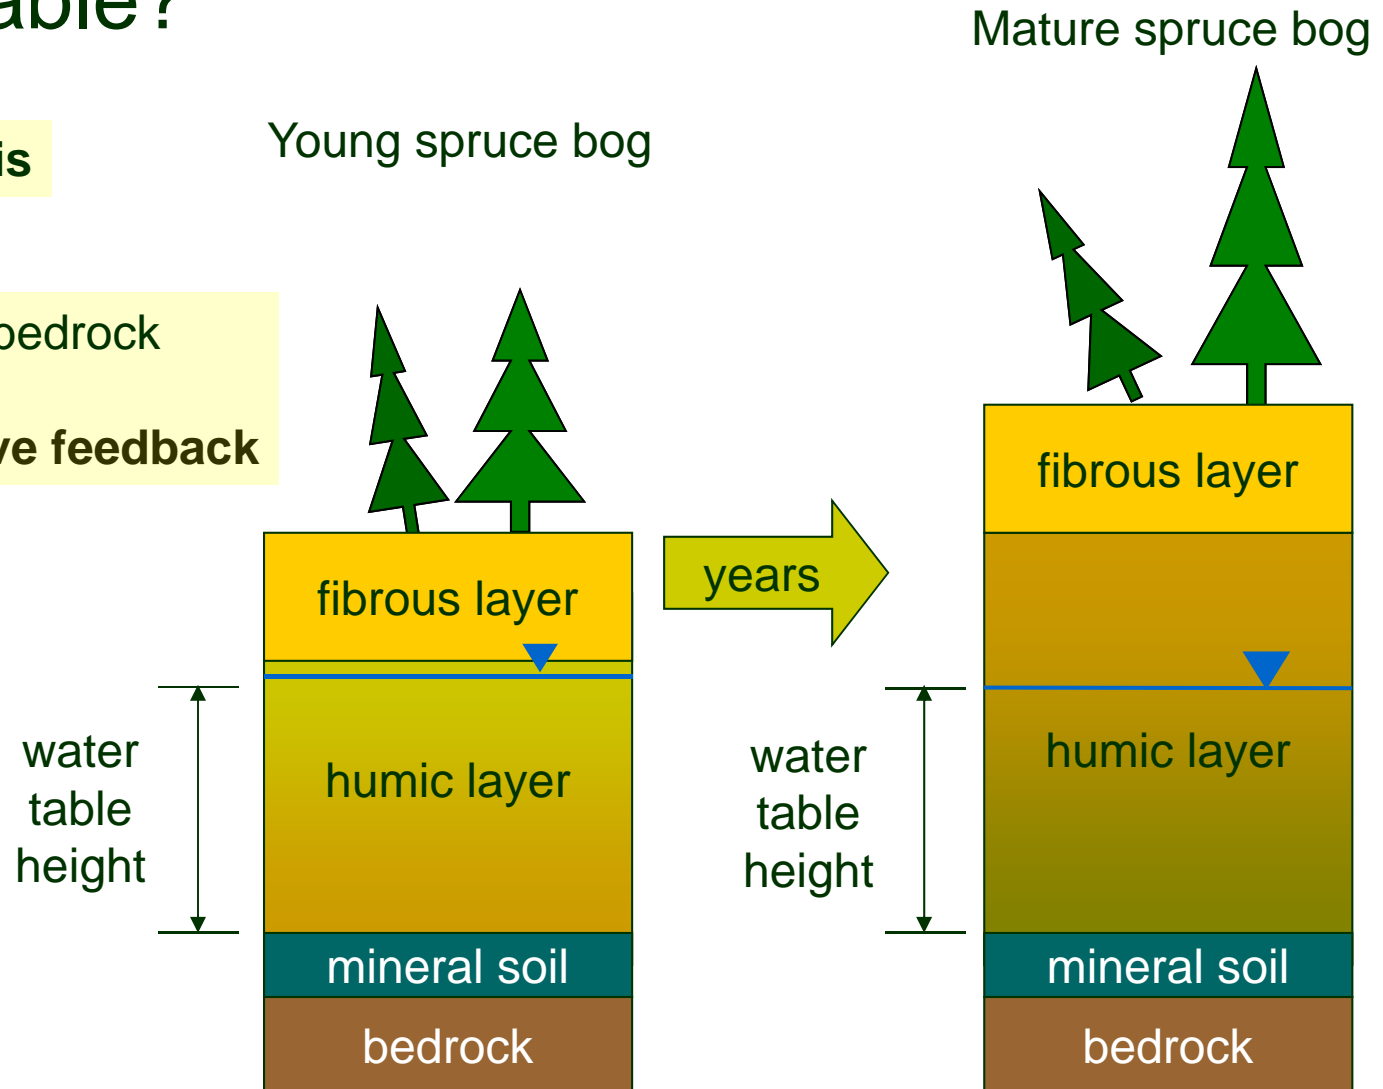 able?
is
bedrock
ve feedback
Young spruce bog
fibrous layer
humic layer
mineral soil
bedrock
water
table
height
years
Mature spruce bog
fibrous layer
humic layer
mineral soil
bedrock
water
table
height